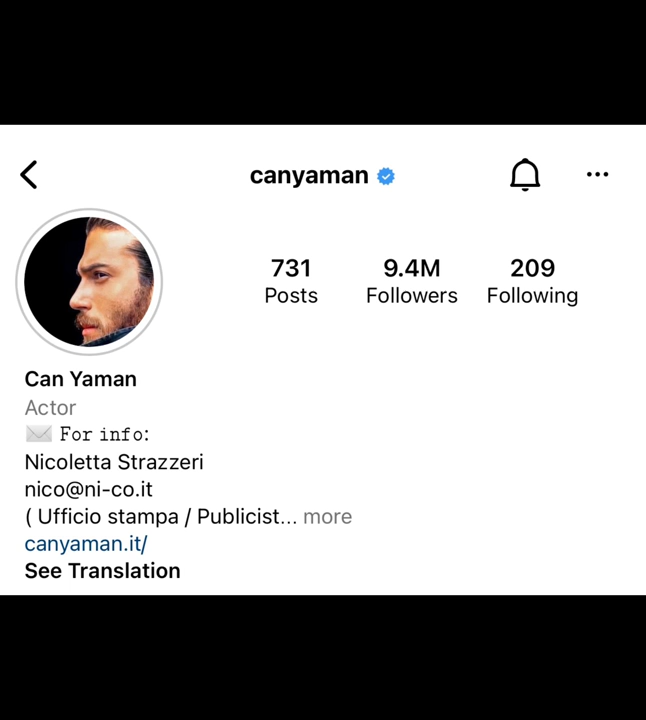 canyaman
731 9.4M 209
Posts Followers Following
Can Yaman
Actor
For info:
Nicoletta Strazzeri
nico@ni-co.it
( Ufficio stampa / Publicist... more
canyaman.it/
See Translation